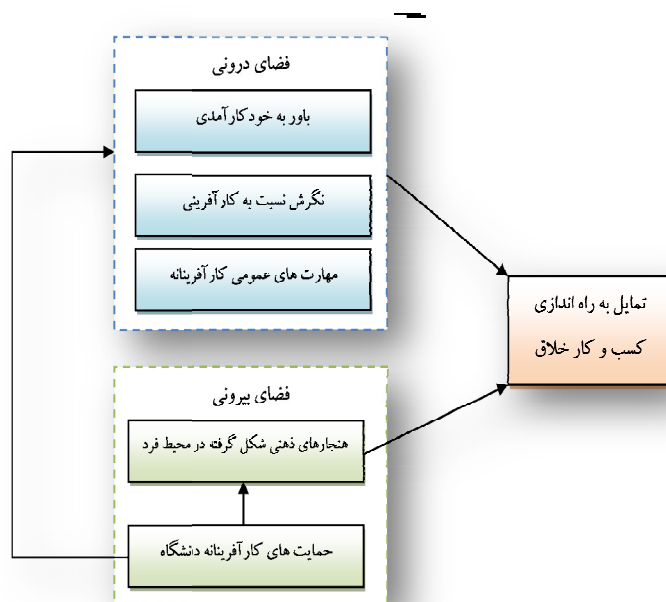 فضای درونی
باور به خودکارآمدی
نگرش نسبت به کارآفرینی
مهارت های عمومی کارآفرینانه
تمایل به راه اندازی
کسب و کار خلاق
فضای بیرونی
هنجارهای ذهنی شکل گرفته در محیط فرد
حمایت های کارآفرینانه دانشگاه